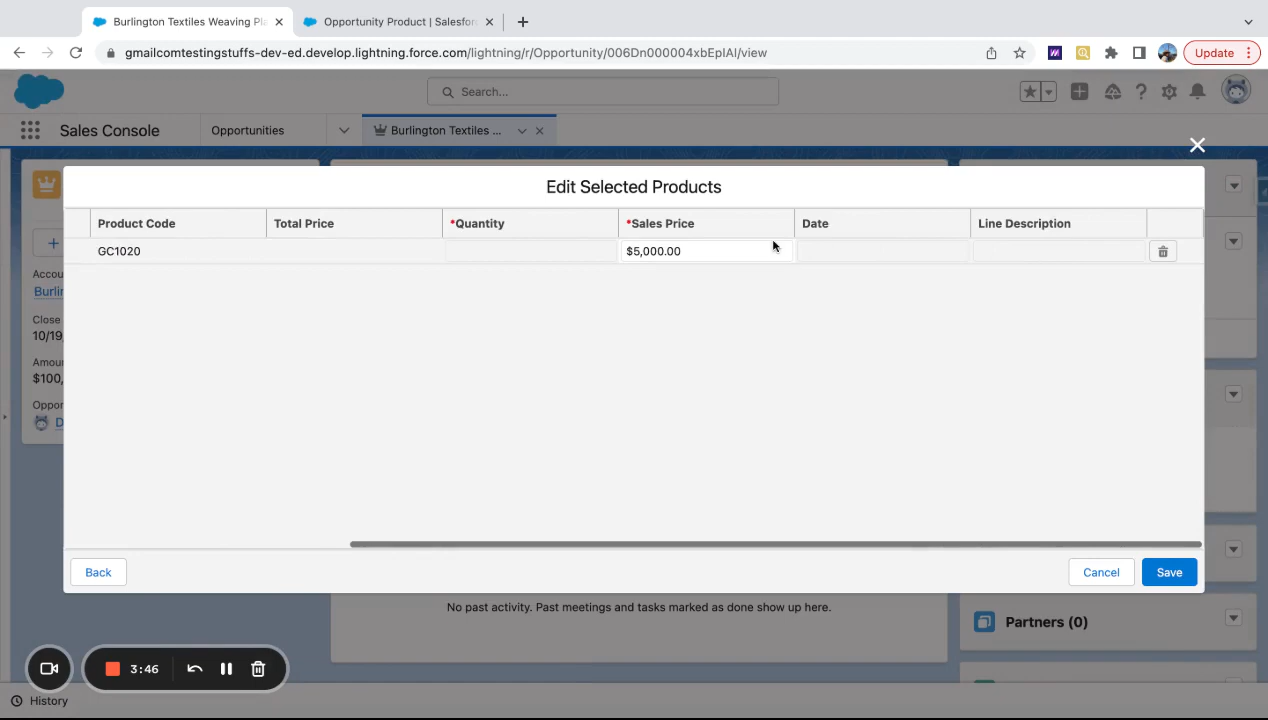 Burlington Textiles Weaving Pla
Opportunity Product | Salesforc
gmailcomtestingstuffs-dev-ed.develop.lightning.force.com/lightning/r/Opportunity/006Dn000004xbEpIAI/view
Update
Search...
Sales Console
Opportunities
Burlington Textiles ...
Edit Selected Products
Product Code
Total Price
*Quantity
*Sales Price
Date
Line Description
GC1020
$5,000.00
Accou
Burlin
Close
10/19
Amou
$100,
Oppor
D
Back
Cancel
Save
No past activity. Past meetings and tasks marked as done show up here.
Partners (0)
3:46
History